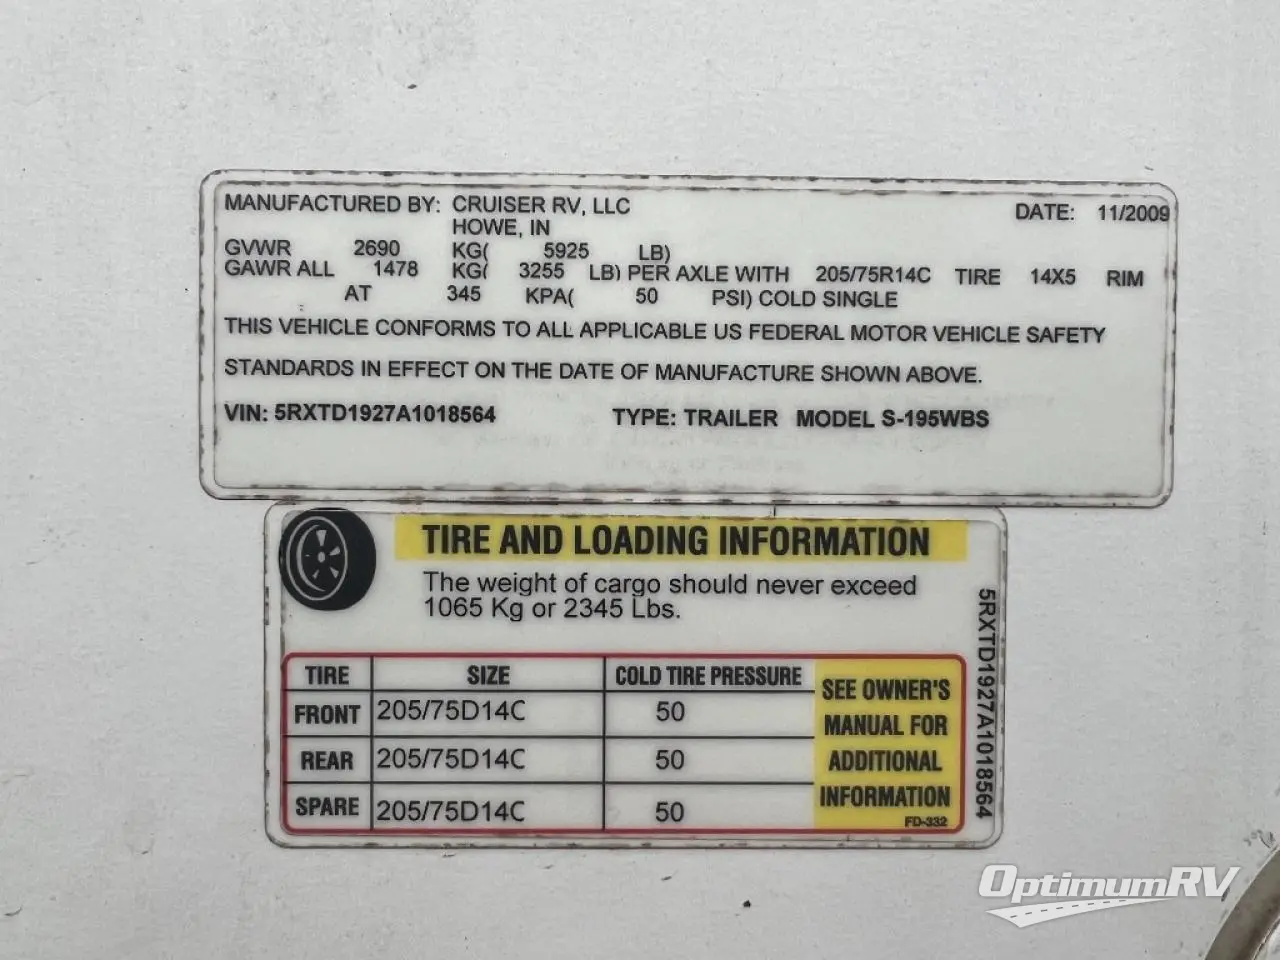 MANUFACTURED BY: CRUISER RV, LLC DATE: 11/2009
HOWE, IN
GVWR 2690 KG( 5925 LB)
GAWR ALL 1478 KG( 3255 LB) PER AXLE WITH 205/75R14C TIRE 14X5 RIM
AT 345 KPA( 50 PSI) COLD SINGLE
THIS VEHICLE CONFORMS TO ALL APPLICABLE US FEDERAL MOTOR VEHICLE SAFETY
STANDARDS IN EFFECT ON THE DATE OF MANUFACTURE SHOWN ABOVE.
VIN: 5RXTD1927A1018564 TYPE: TRAILER MODEL S-195WBS
TIRE AND LOADING INFORMATION
The weight of cargo should never exceed
1065 Kg or 2345 Lbs.
TIRE SIZE COLD TIRE PRESSURE
FRONT 205/75D14C 50
REAR 205/75D14C 50
SPARE 205/75D14C 50
SEE OWNER'S
MANUAL FOR
ADDITIONAL
INFORMATION
FD-332
5RXTD1927A1018564
OptimumRV